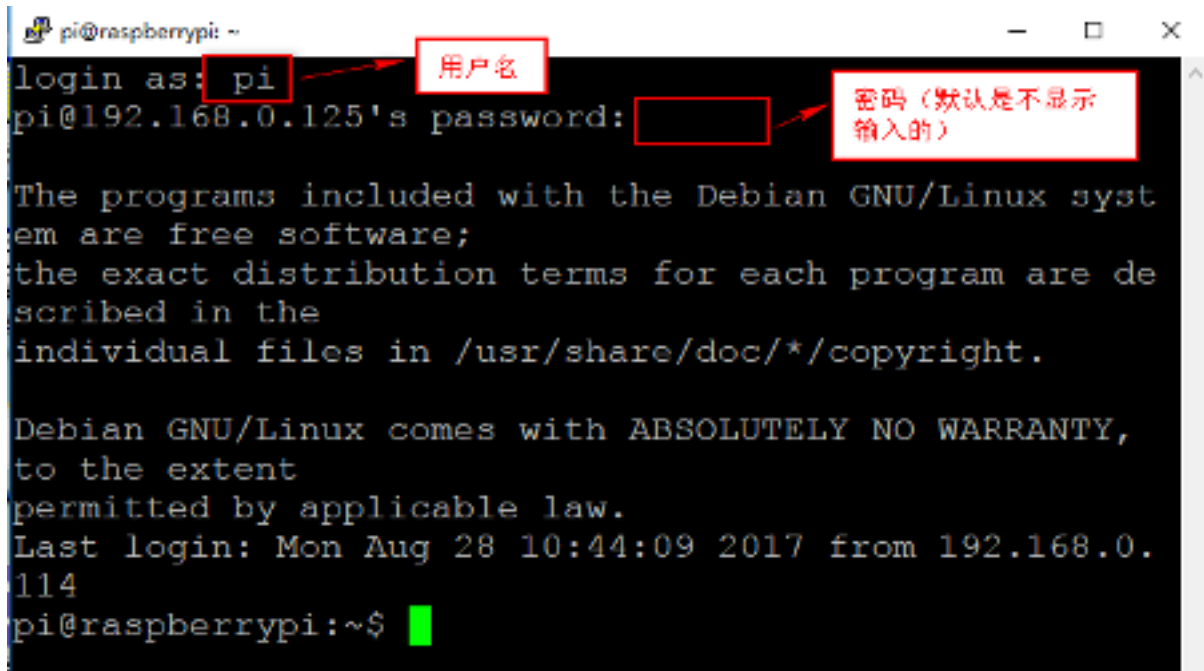 pi@raspberrypi: ~
login as: pi
用户名
pi@192.168.0.125's password:
密码（默认是不显示
输入的）
The programs included with the Debian GNU/Linux syst
em are free software;
the exact distribution terms for each program are de
scribed in the
individual files in /usr/share/doc/*/copyright.
Debian GNU/Linux comes with ABSOLUTELY NO WARRANTY,
to the extent
permitted by applicable law.
Last login: Mon Aug 28 10:44:09 2017 from 192.168.0.
114
pi@raspberrypi:~$